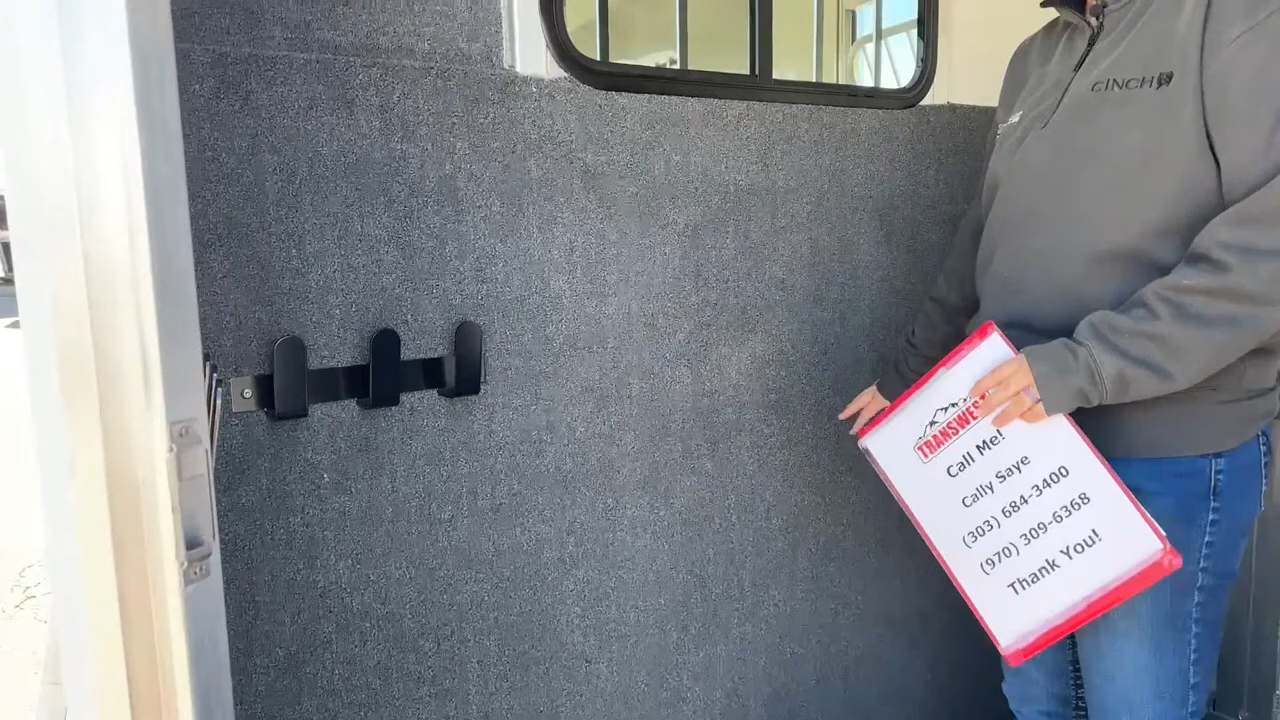 CINCH
TRANSWEST
Call Me!
Cally Saye
(303) 684-3400
(970) 309-6368
Thank You!